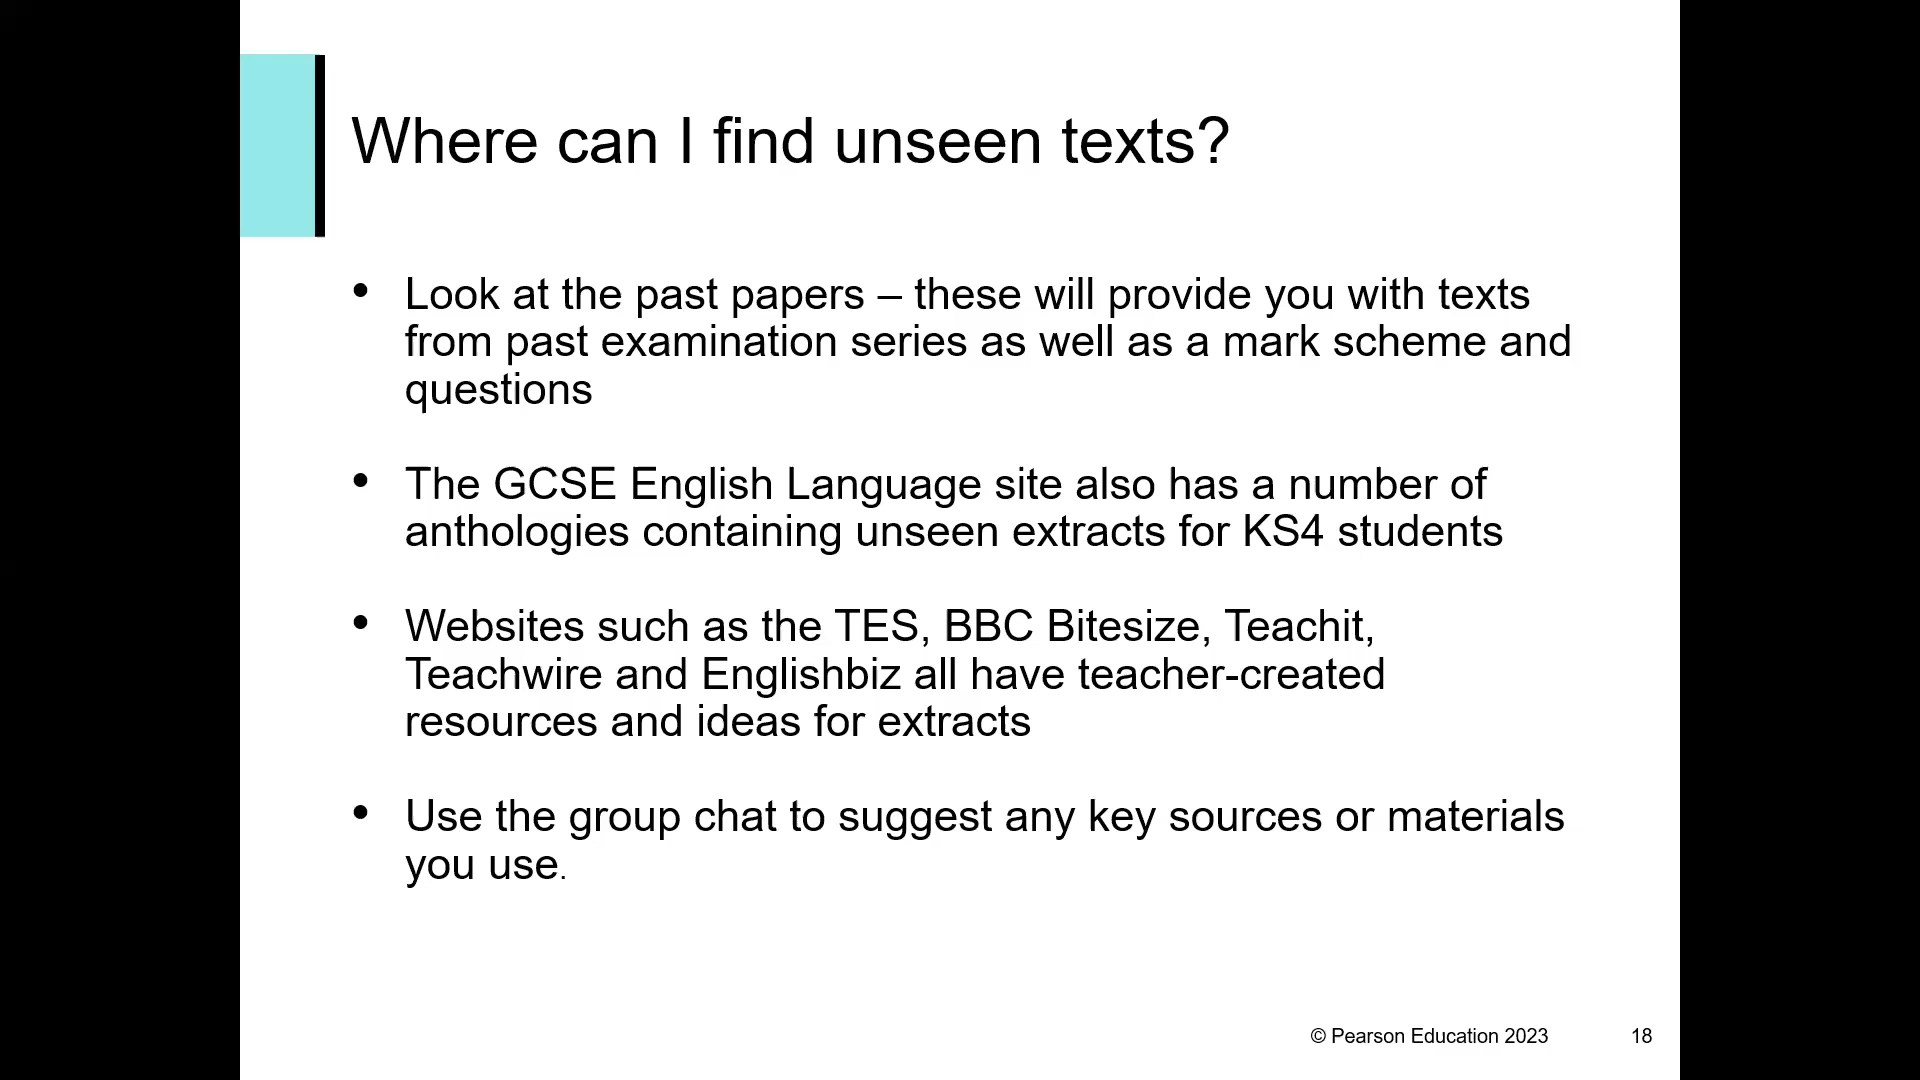 Where can I find unseen texts?
• Look at the past papers – these will provide you with texts
from past examination series as well as a mark scheme and
questions
• The GCSE English Language site also has a number of
anthologies containing unseen extracts for KS4 students
• Websites such as the TES, BBC Bitesize, Teachit,
Teachwire and Englishbiz all have teacher-created
resources and ideas for extracts
• Use the group chat to suggest any key sources or materials
you use.
© Pearson Education 2023
18